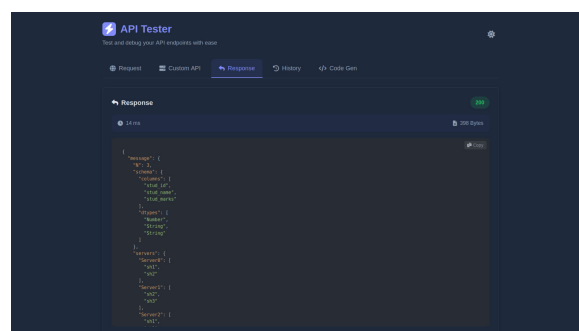 API Tester
Test and debug your API endpoints with ease
Request
Custom API
Response
History
</> Code Gen
Response
200
14 ms
398 Bytes
Copy
{
"message": {
"N": 3,
"schema": {
"columns": [
"stud_id",
"stud_name",
"stud_marks"
],
"dtypes": [
"Number",
"String",
"String"
]
},
"servers": {
"Server0": [
"sh1",
"sh2"
],
"Server1": [
"sh2",
"sh3"
],
"Server2": [
"sh1",